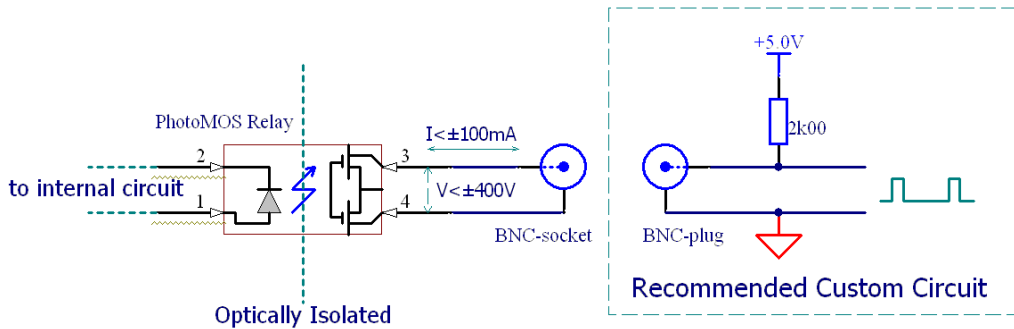 +5.0V
PhotoMOS Relay
I<±100mA
2k00
2
3
to internal circuit
V<±400V
1
4
BNC-socket
BNC-plug
Recommended Custom Circuit
Optically Isolated